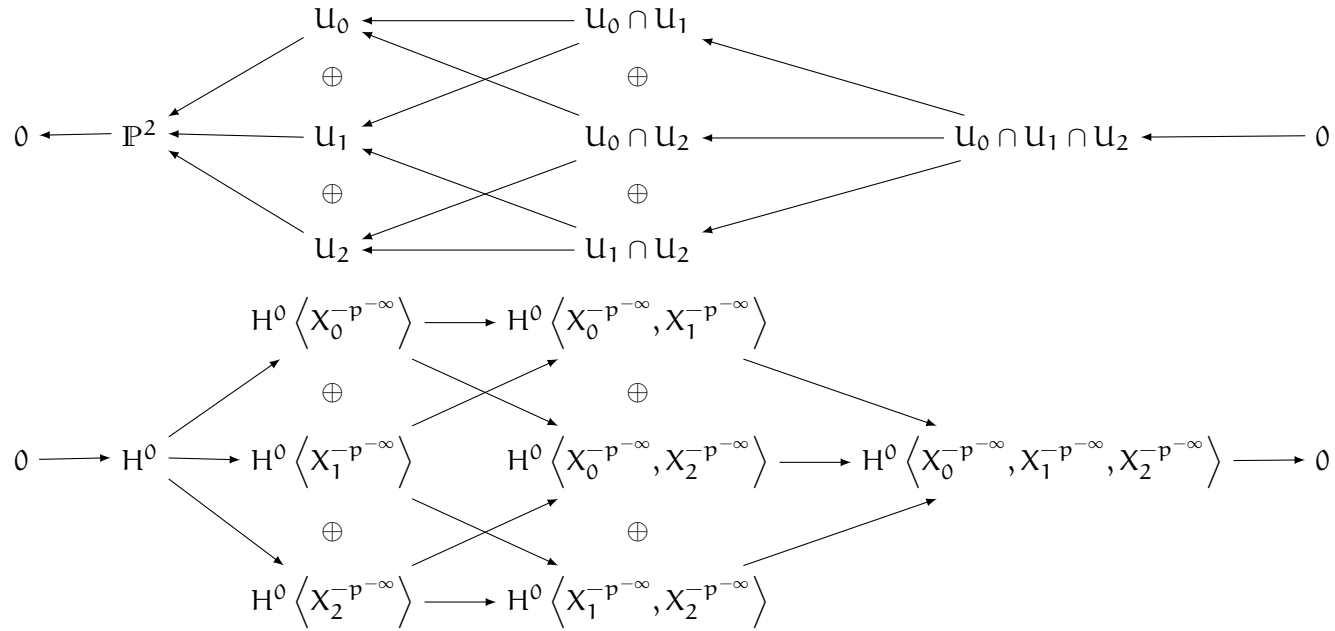 U₀ U₀ ∩ U₁
⊕ ⊕
0 ℙ² U₁ U₀ ∩ U₂ U₀ ∩ U₁ ∩ U₂ 0
⊕ ⊕
U₂ U₁ ∩ U₂
H⁰⟨X₀^{-p^{-∞}}⟩ H⁰⟨X₀^{-p^{-∞}}, X₁^{-p^{-∞}}⟩
⊕ ⊕
0 H⁰ H⁰⟨X₁^{-p^{-∞}}⟩ H⁰⟨X₀^{-p^{-∞}}, X₂^{-p^{-∞}}⟩ H⁰⟨X₀^{-p^{-∞}}, X₁^{-p^{-∞}}, X₂^{-p^{-∞}}⟩ 0
⊕ ⊕
H⁰⟨X₂^{-p^{-∞}}⟩ H⁰⟨X₁^{-p^{-∞}}, X₂^{-p^{-∞}}⟩